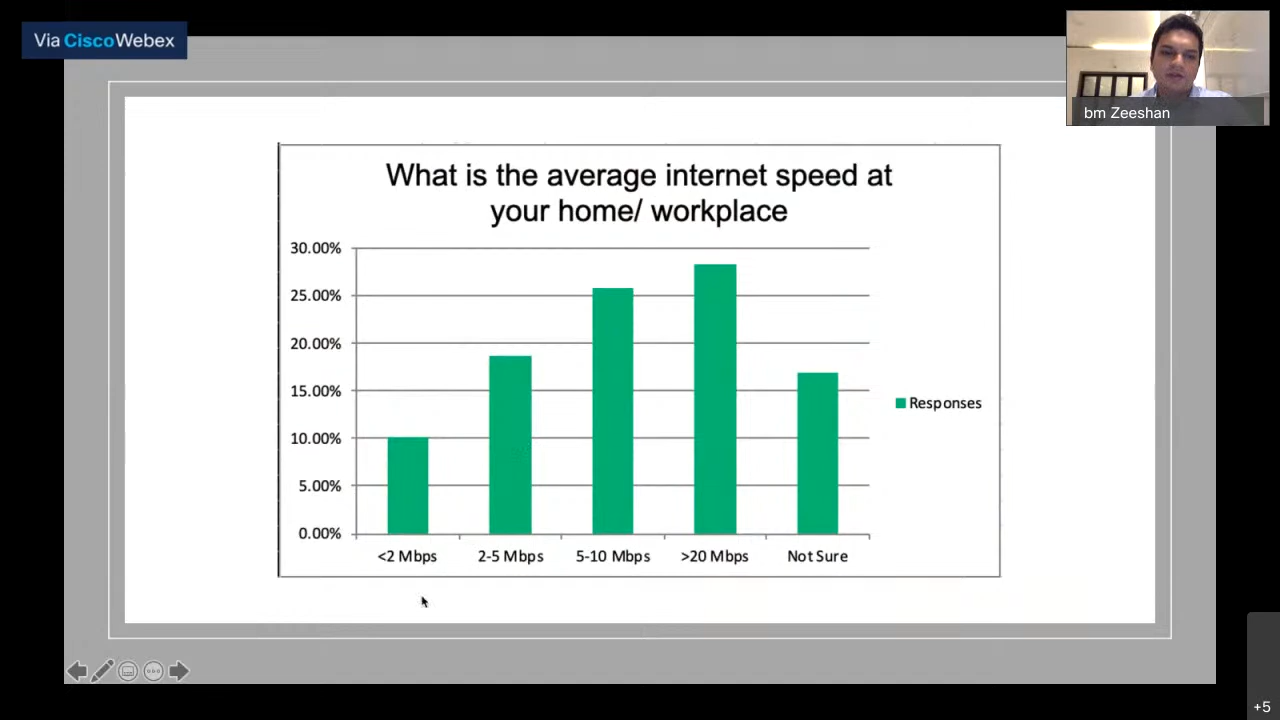 Via CiscoWebex
bm Zeeshan
What is the average internet speed at
your home/ workplace
30.00%
25.00%
20.00%
15.00%
10.00%
5.00%
0.00%
<2 Mbps
2-5 Mbps
5-10 Mbps
>20 Mbps
Not Sure
Responses
+5